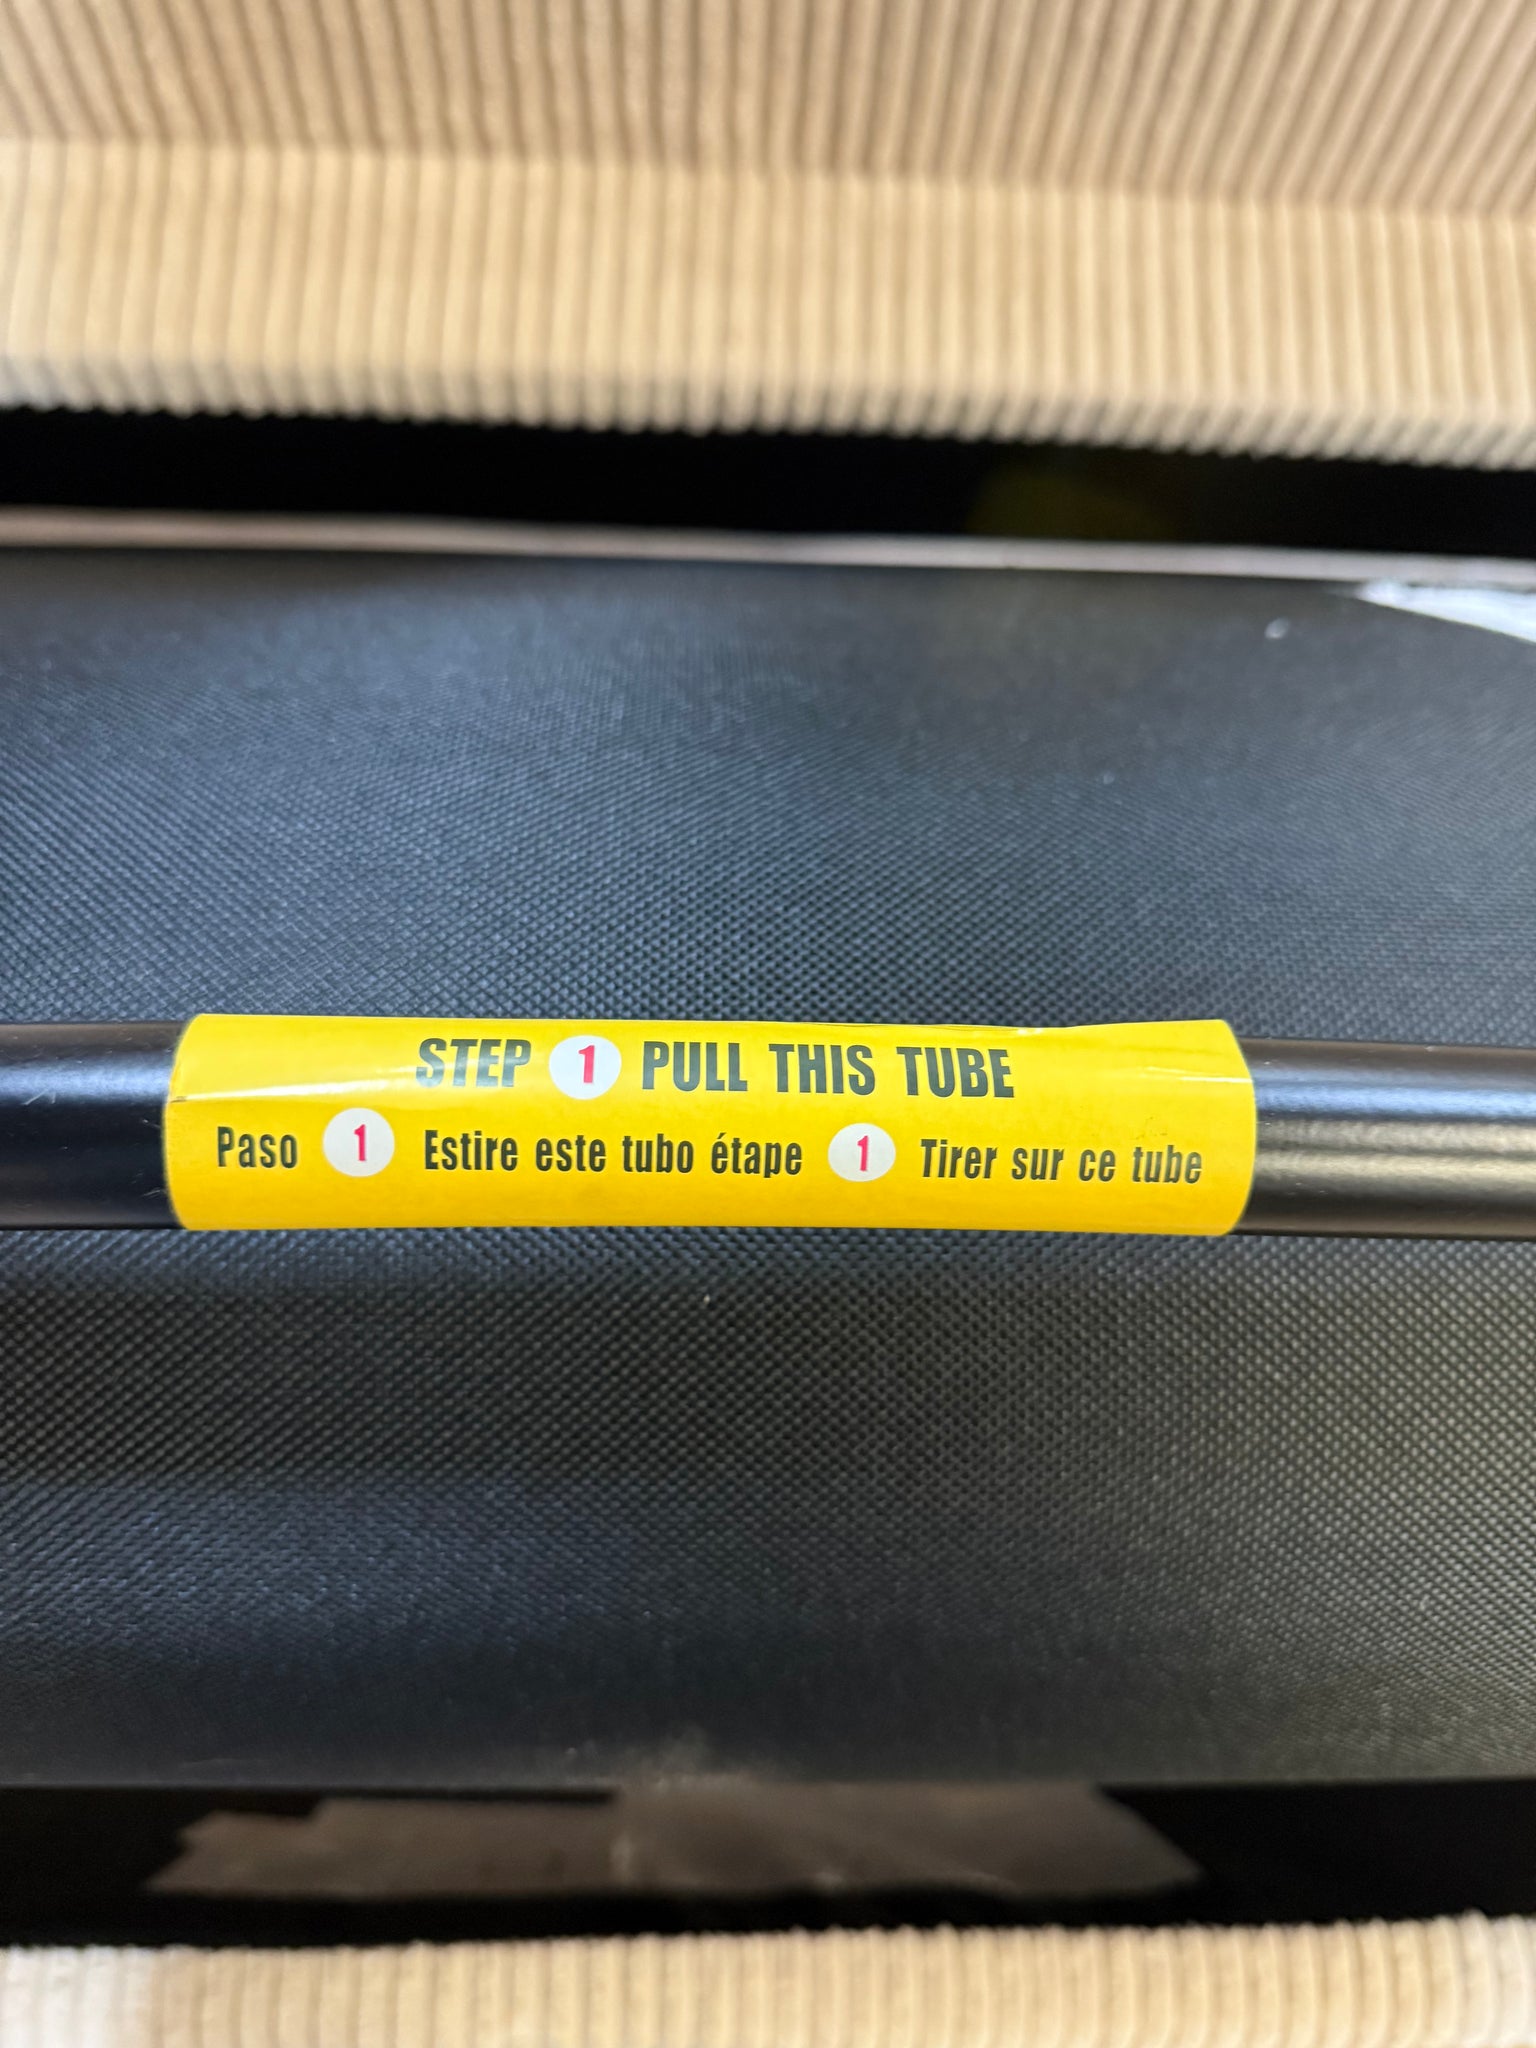 STEP 1 PULL THIS TUBE
Paso 1 Estire este tubo étape 1 Tirer sur ce tube